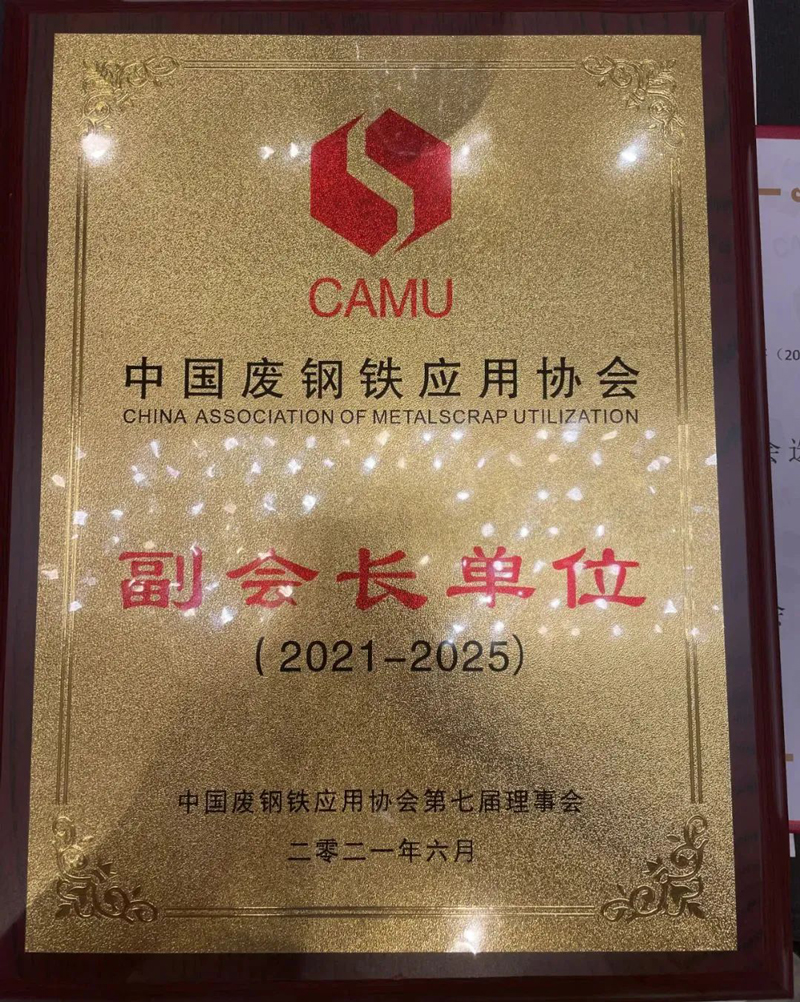 CAMU
中国废钢铁应用协会
CHINA ASSOCIATION OF METALSCRAP UTILIZATION
副会长单位
(2021-2025)
中国废钢铁应用协会第七届理事会
二零二一年六月
(20
会